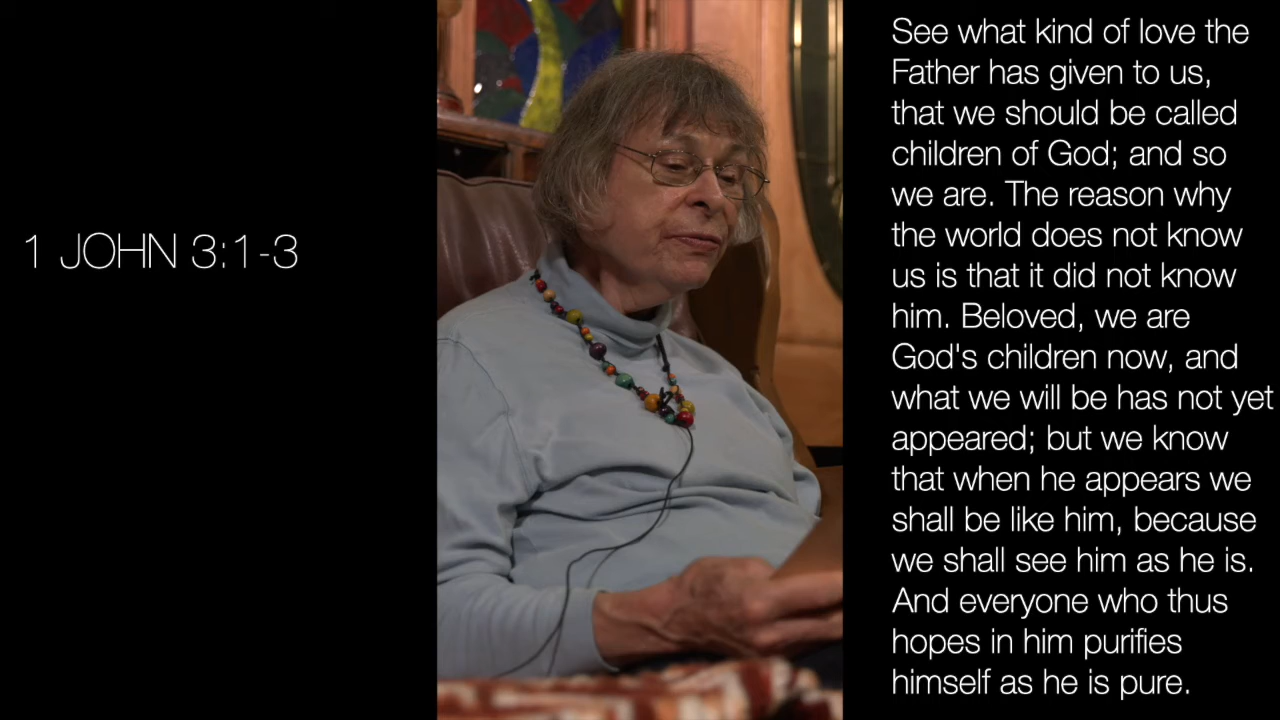 1 JOHN 3:1-3
See what kind of love the
Father has given to us,
that we should be called
children of God; and so
we are. The reason why
the world does not know
us is that it did not know
him. Beloved, we are
God's children now, and
what we will be has not yet
appeared; but we know
that when he appears we
shall be like him, because
we shall see him as he is.
And everyone who thus
hopes in him purifies
himself as he is pure.